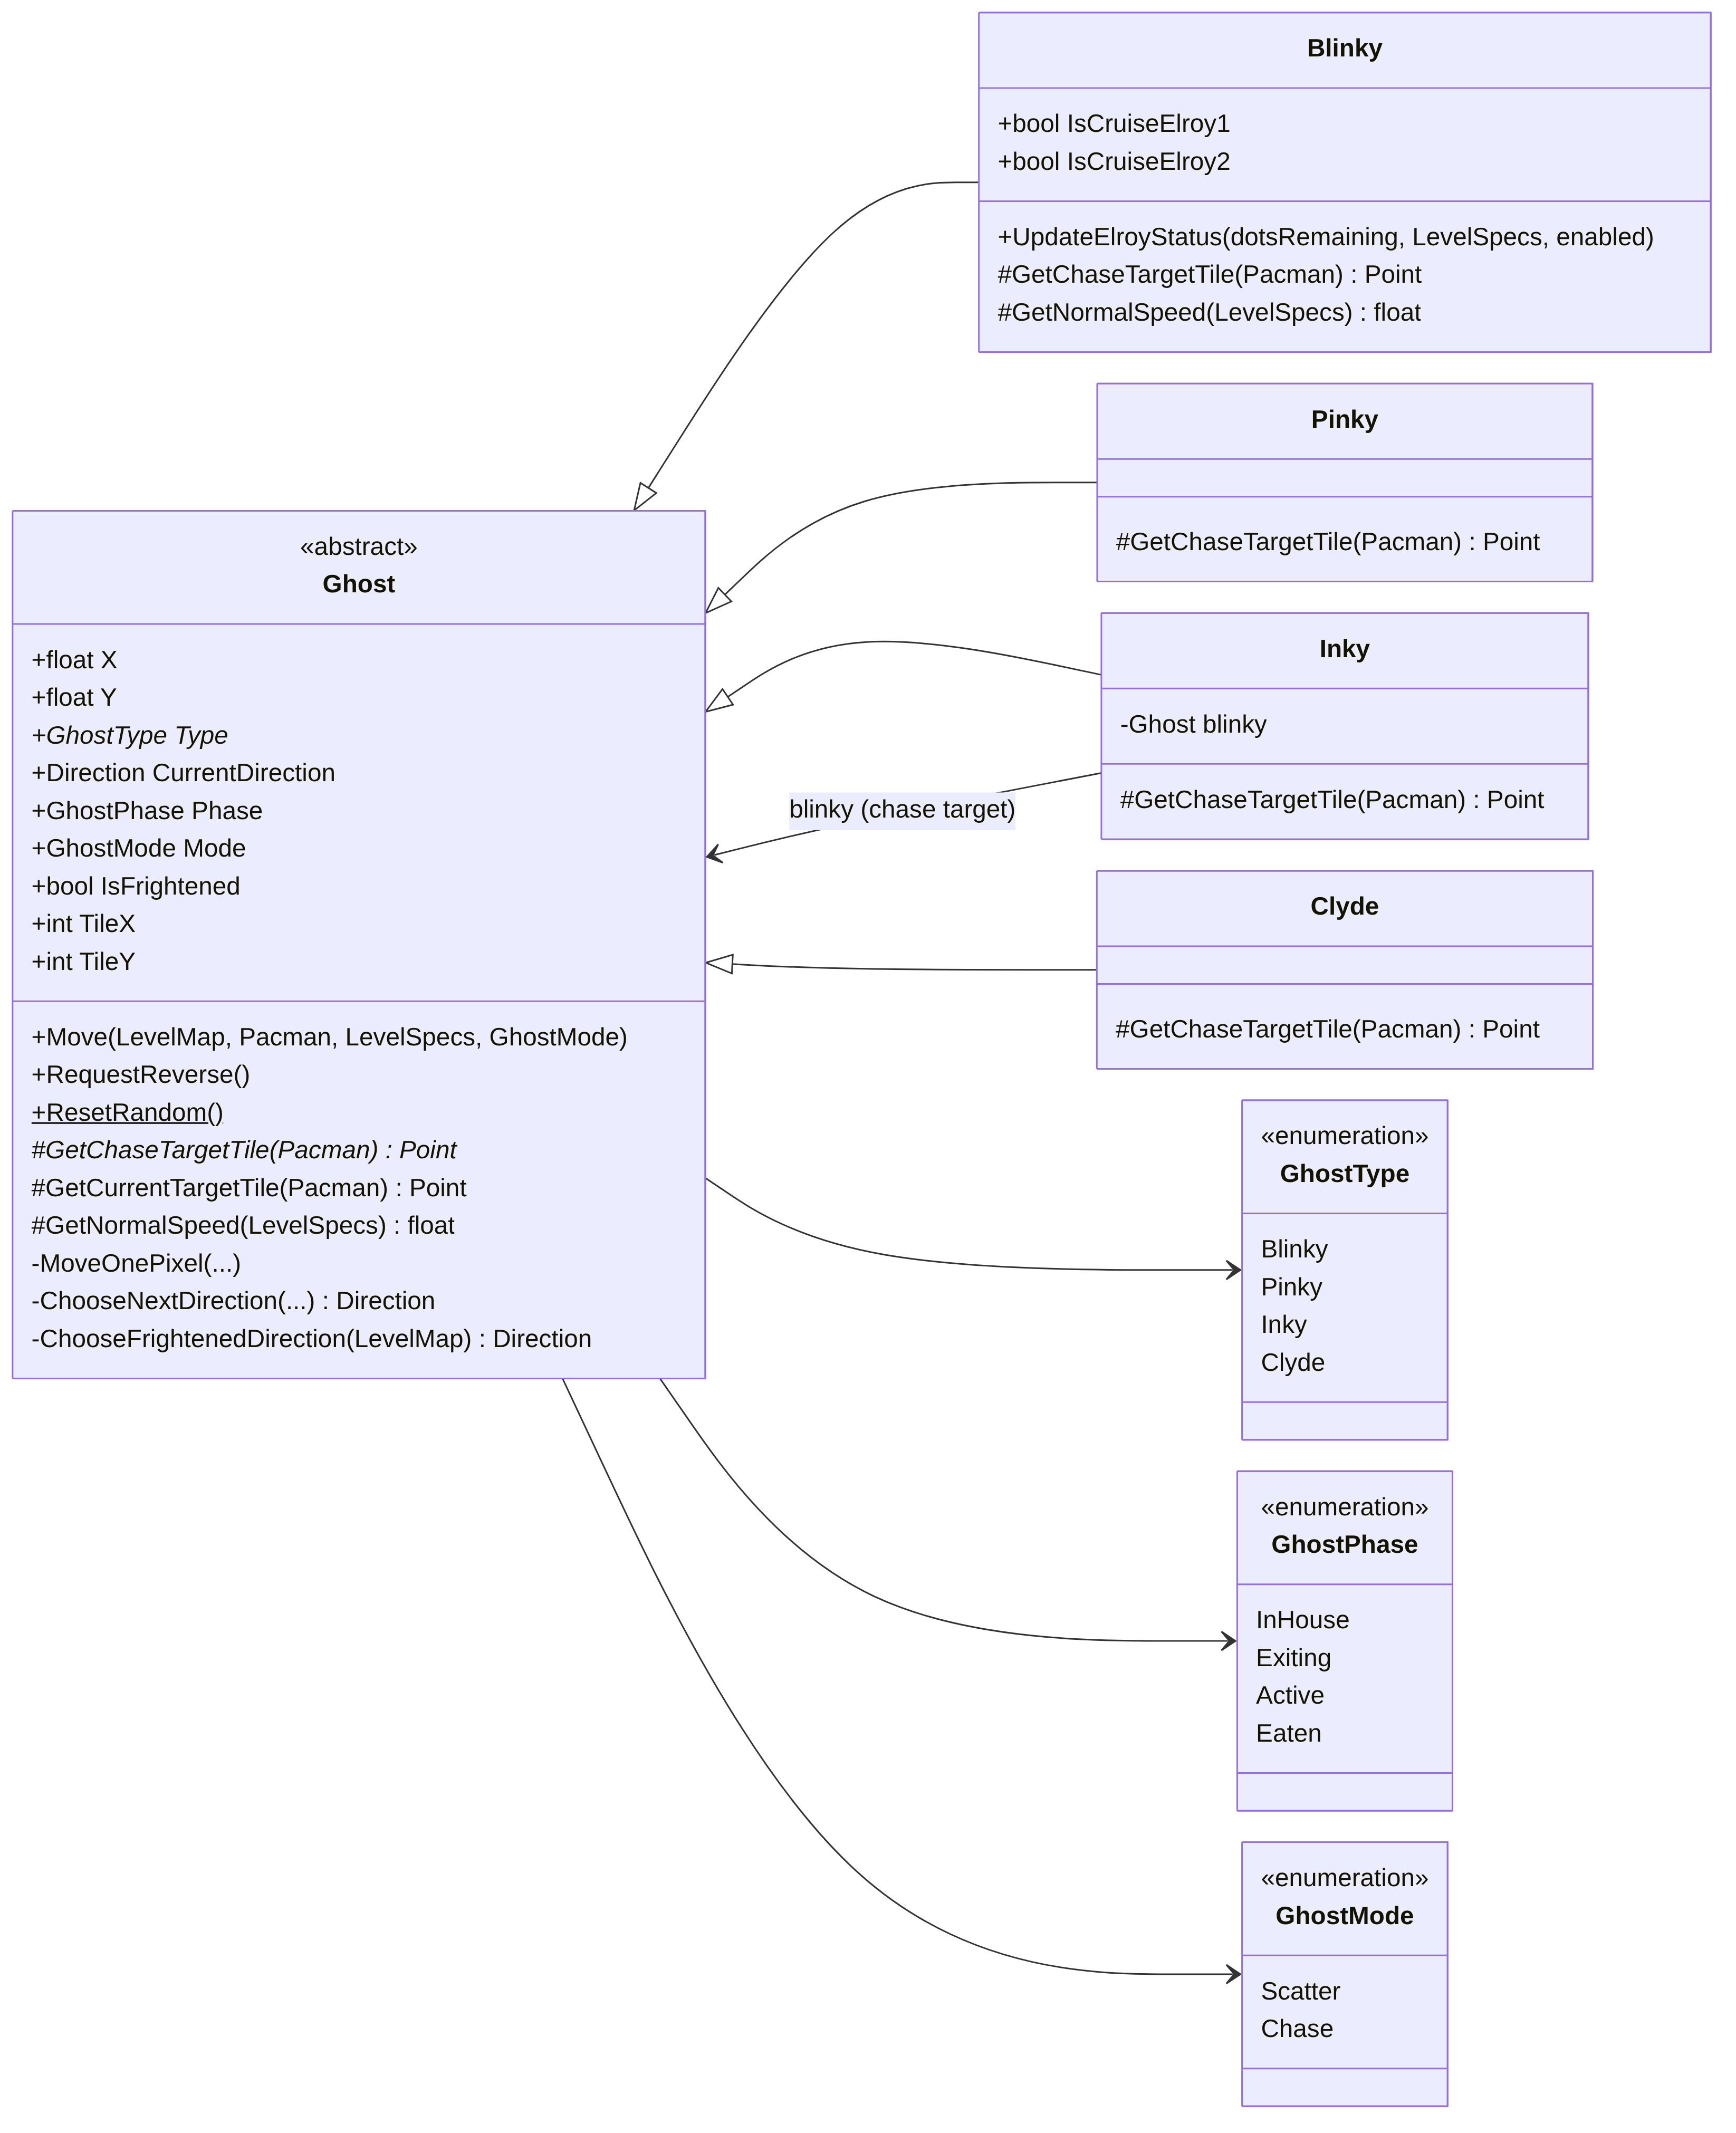 Blinky
+bool IsCruiseElroy1
+bool IsCruiseElroy2
+UpdateElroyStatus(dotsRemaining, LevelSpecs, enabled)
#GetChaseTargetTile(Pacman) : Point
#GetNormalSpeed(LevelSpecs) : float
Pinky
#GetChaseTargetTile(Pacman) : Point
«abstract»
Ghost
+float X
+float Y
+GhostType Type
+Direction CurrentDirection
+GhostPhase Phase
+GhostMode Mode
+bool IsFrightened
+int TileX
+int TileY
+Move(LevelMap, Pacman, LevelSpecs, GhostMode)
+RequestReverse()
+ResetRandom()
#GetChaseTargetTile(Pacman) : Point
#GetCurrentTargetTile(Pacman) : Point
#GetNormalSpeed(LevelSpecs) : float
-MoveOnePixel(...)
-ChooseNextDirection(...) : Direction
-ChooseFrightenedDirection(LevelMap) : Direction
Inky
-Ghost blinky
#GetChaseTargetTile(Pacman) : Point
blinky (chase target)
Clyde
#GetChaseTargetTile(Pacman) : Point
«enumeration»
GhostType
Blinky
Pinky
Inky
Clyde
«enumeration»
GhostPhase
InHouse
Exiting
Active
Eaten
«enumeration»
GhostMode
Scatter
Chase